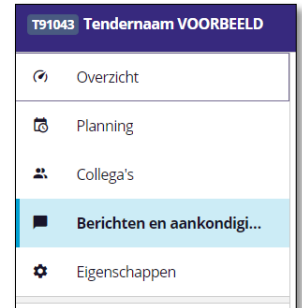 T91043 Tendernaam VOORBEELD
Overzicht
Planning
Collega's
Berichten en aankondigi...
Eigenschappen